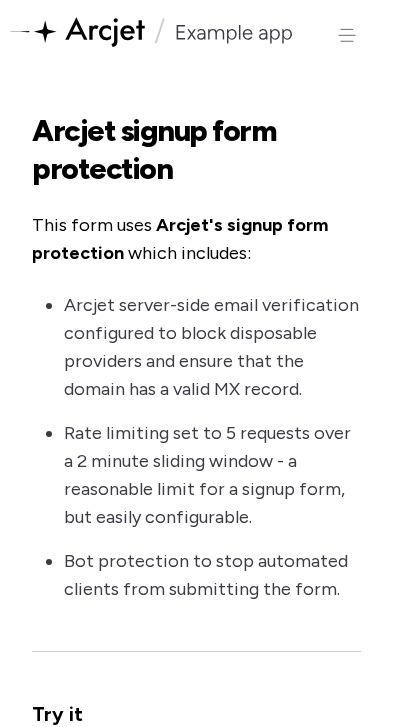 Arcjet / Example app
Arcjet signup form
protection
This form uses Arcjet's signup form
protection which includes:
• Arcjet server-side email verification
configured to block disposable
providers and ensure that the
domain has a valid MX record.
• Rate limiting set to 5 requests over
a 2 minute sliding window - a
reasonable limit for a signup form,
but easily configurable.
• Bot protection to stop automated
clients from submitting the form.
Try it